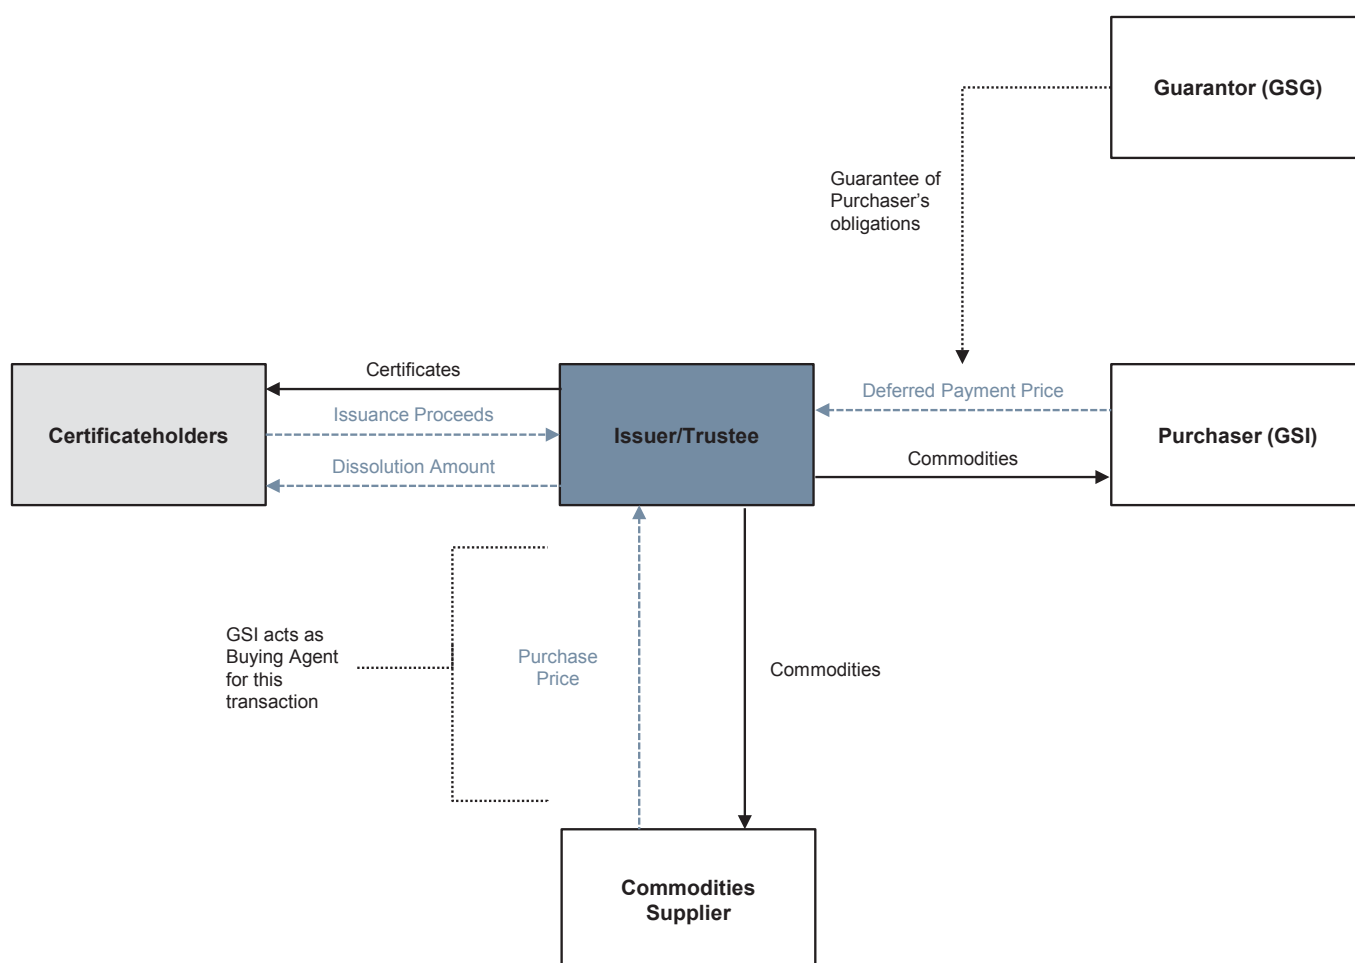 Guarantor (GSG)
Guarantee of
Purchaser’s
obligations
Certificates
Deferred Payment Price
Issuance Proceeds
Certificateholders
Issuer/Trustee
Purchaser (GSI)
Commodities
Dissolution Amount
GSI acts as
Buying Agent
for this
transaction
Purchase
Price
Commodities
Commodities
Supplier